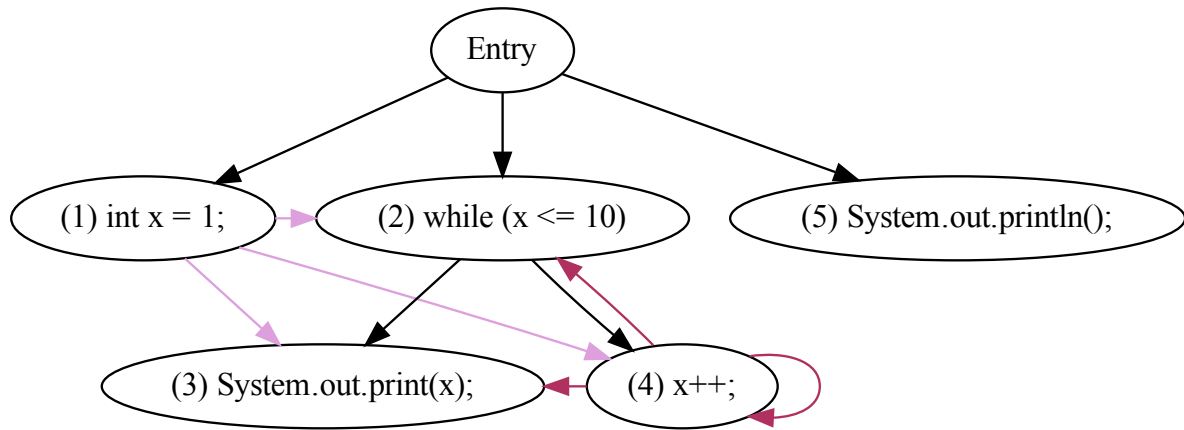 Entry
(1) int x = 1;
(2) while (x <= 10)
(5) System.out.println();
(3) System.out.print(x);
(4) x++;